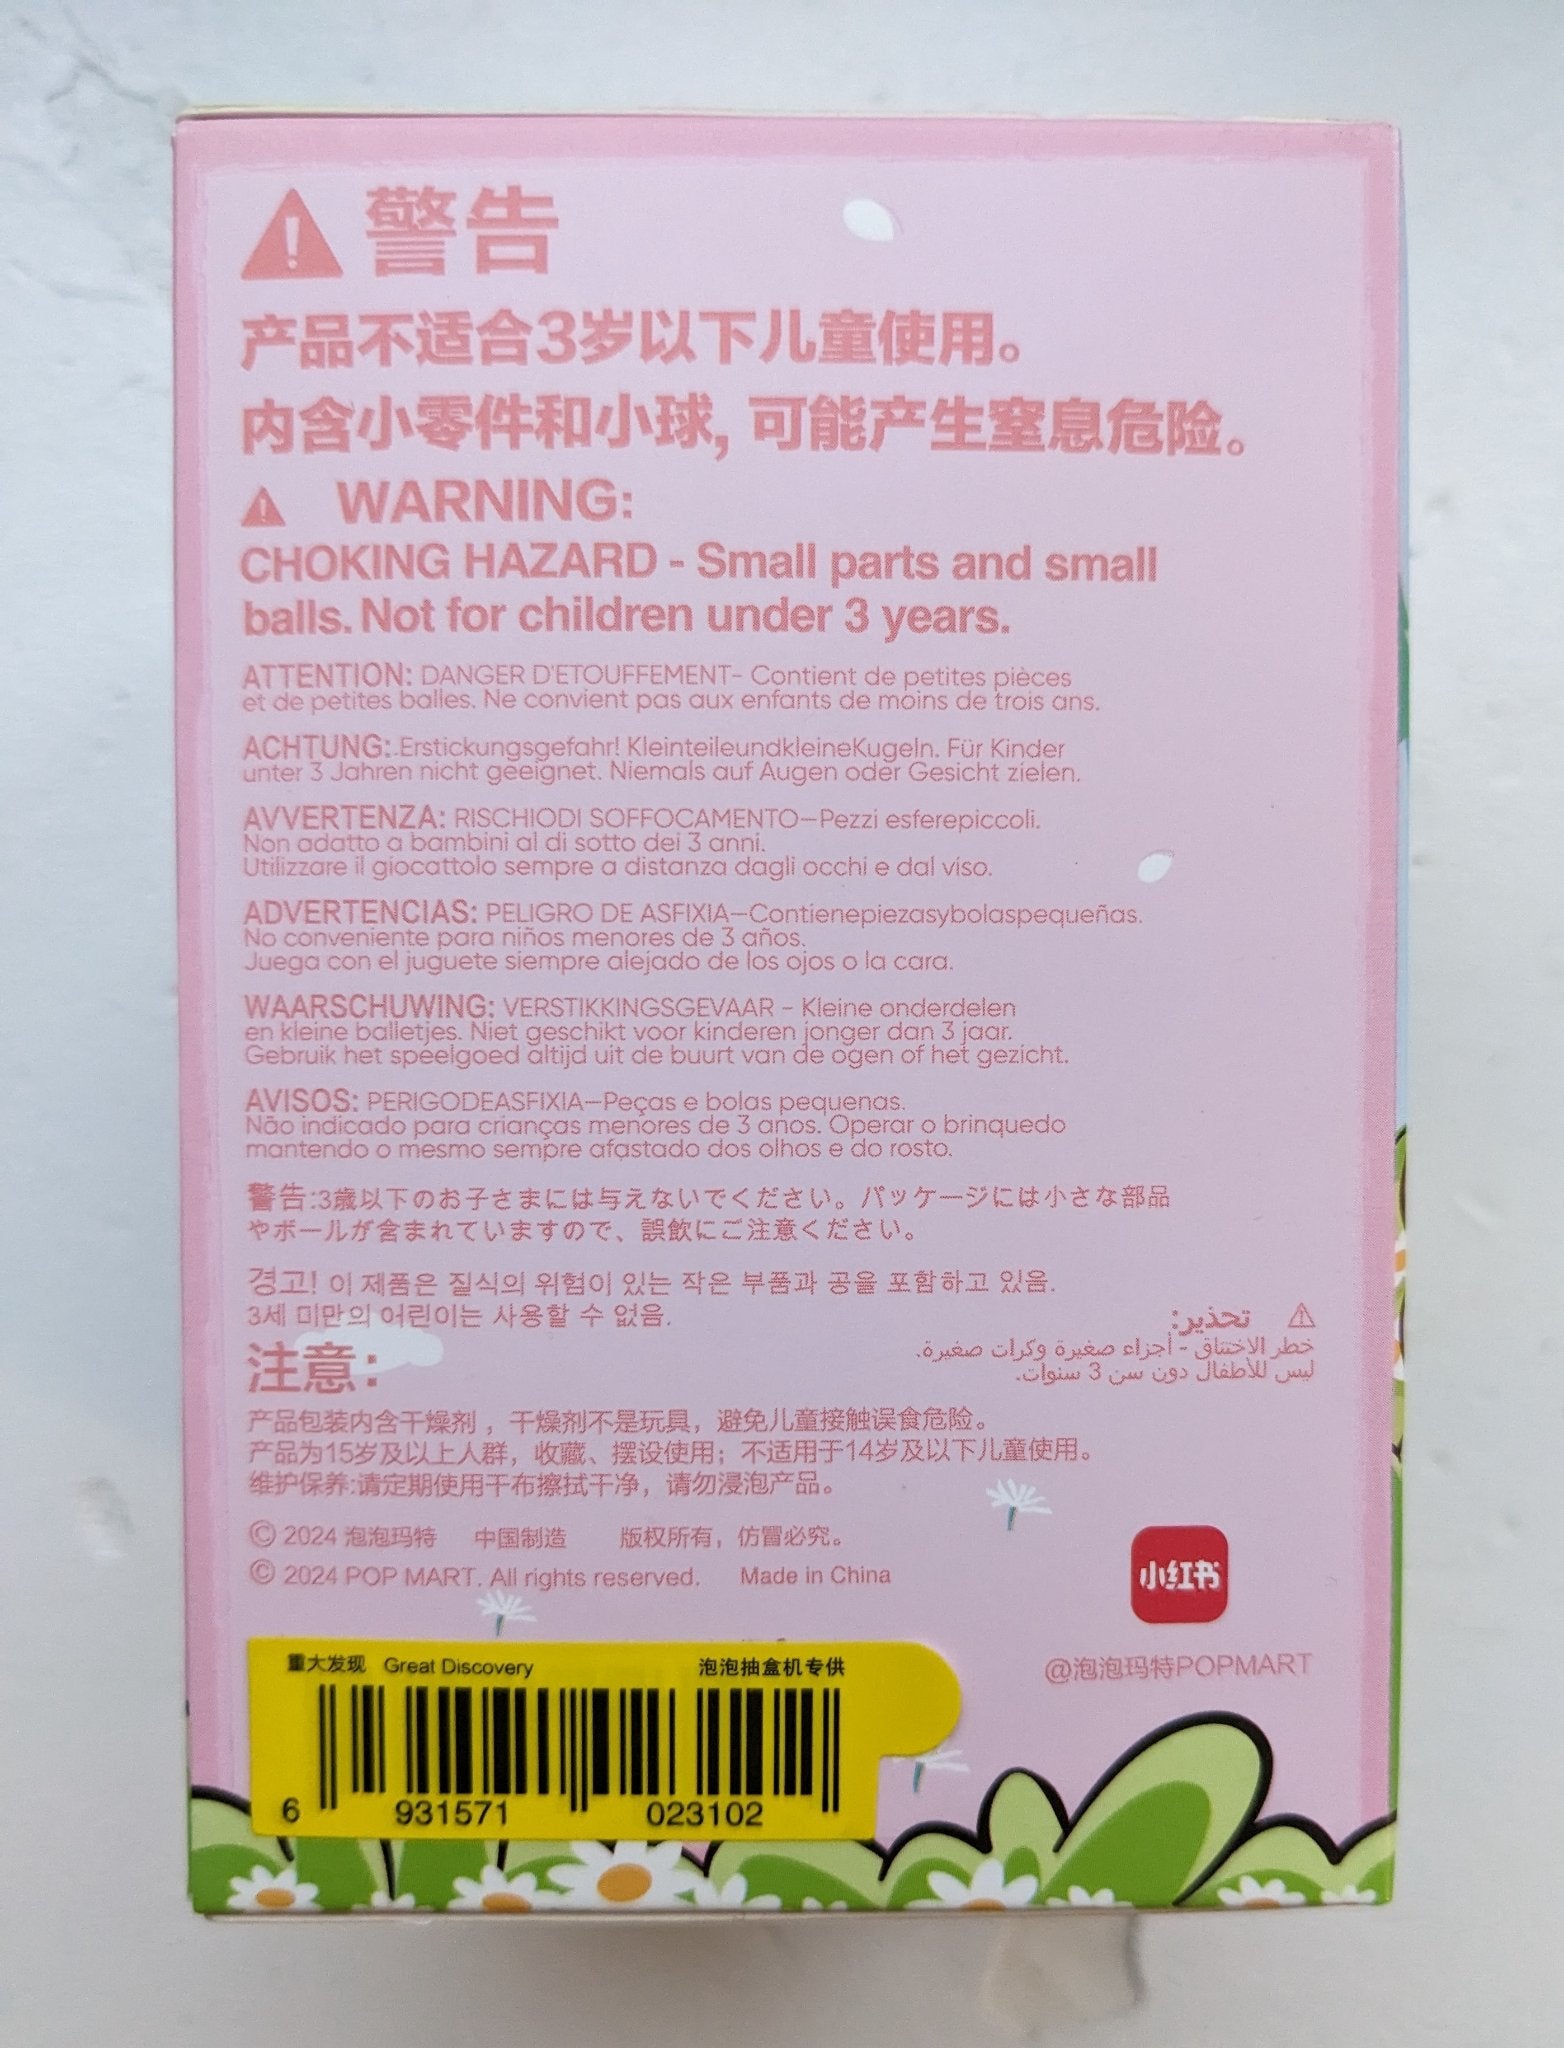 警告
产品不适合3岁以下儿童使用。
内含小零件和小球, 可能产生窒息危险。
WARNING:
CHOKING HAZARD - Small parts and small
balls. Not for children under 3 years.
ATTENTION: DANGER D'ETOUFFEMENT- Contient de petites pièces
et de petites balles. Ne convient pas aux enfants de moins de trois ans.
ACHTUNG:.Erstickungsgefahr! KleinteileundkleineKugeln. Für Kinder
unter 3 Jahren nicht geeignet. Niemals auf Augen oder Gesicht zielen.
AVVERTENZA: RISCHIODI SOFFOCAMENTO—Pezzi esferepiccoli.
Non adatto a bambini al di sotto dei 3 anni.
Utilizzare il giocattolo sempre a distanza dagli occhi e dal viso.
ADVERTENCIAS: PELIGRO DE ASFIXIA—Contienepiezasybolaspequeñas.
No conveniente para niños menores de 3 años.
Juega con el juguete siempre alejado de los ojos o la cara.
WAARSCHUWING: VERSTIKKINGSGEVAAR - Kleine onderdelen
en kleine balletjes. Niet geschikt voor kinderen jonger dan 3 jaar.
Gebruik het speelgoed altijd uit de buurt van de ogen of het gezicht.
AVISOS: PERIGODEASFIXIA—Peças e bolas pequenas.
Não indicado para crianças menores de 3 anos. Operar o brinquedo
mantendo o mesmo sempre afastado dos olhos e do rosto.
警告:3歳以下のお子さまには与えないでください。パッケージには小さな部品
やボールが含まれていますので、誤飲にご注意ください。
경고! 이 제품은 질식의 위험이 있는 작은 부품과 공을 포함하고 있음.
3세 미만의 어린이는 사용할 수 없음.
تحذير:
خطر الاختناق - أجزاء صغيرة وكرات صغيرة.
ليس للأطفال دون سن 3 سنوات.
注意:
产品包装内含干燥剂，干燥剂不是玩具，避免儿童接触误食危险。
产品为15岁及以上人群，收藏、摆设使用；不适用于14岁及以下儿童使用。
维护保养:请定期使用干布擦拭干净，请勿浸泡产品。
© 2024 泡泡玛特 中国制造 版权所有，仿冒必究。
© 2024 POP MART. All rights reserved. Made in China
小红书
@泡泡玛特POPMART
重大发现 Great Discovery 泡泡抽盒机专供
6 931571 023102